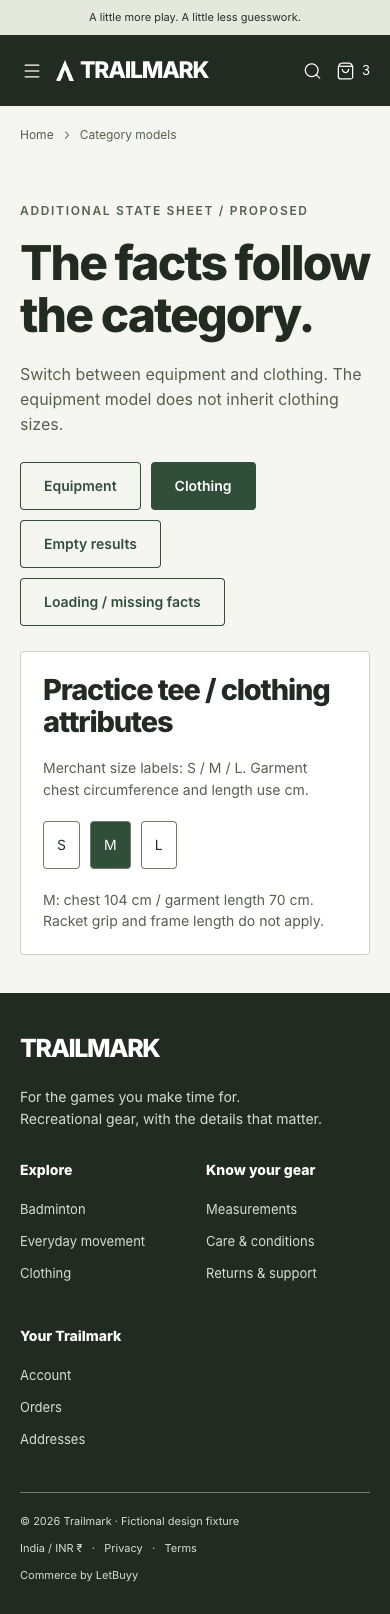 A little more play. A little less guesswork.
TRAILMARK
3
Home > Category models
ADDITIONAL STATE SHEET / PROPOSED
The facts follow
the category.
Switch between equipment and clothing. The
equipment model does not inherit clothing
sizes.
Equipment
Clothing
Empty results
Loading / missing facts
Practice tee / clothing
attributes
Merchant size labels: S / M / L. Garment
chest circumference and length use cm.
S
M
L
M: chest 104 cm / garment length 70 cm.
Racket grip and frame length do not apply.
TRAILMARK
For the games you make time for.
Recreational gear, with the details that matter.
Explore
Badminton
Everyday movement
Clothing
Know your gear
Measurements
Care & conditions
Returns & support
Your Trailmark
Account
Orders
Addresses
© 2026 Trailmark · Fictional design fixture
India / INR ₹ · Privacy · Terms
Commerce by LetBuyy